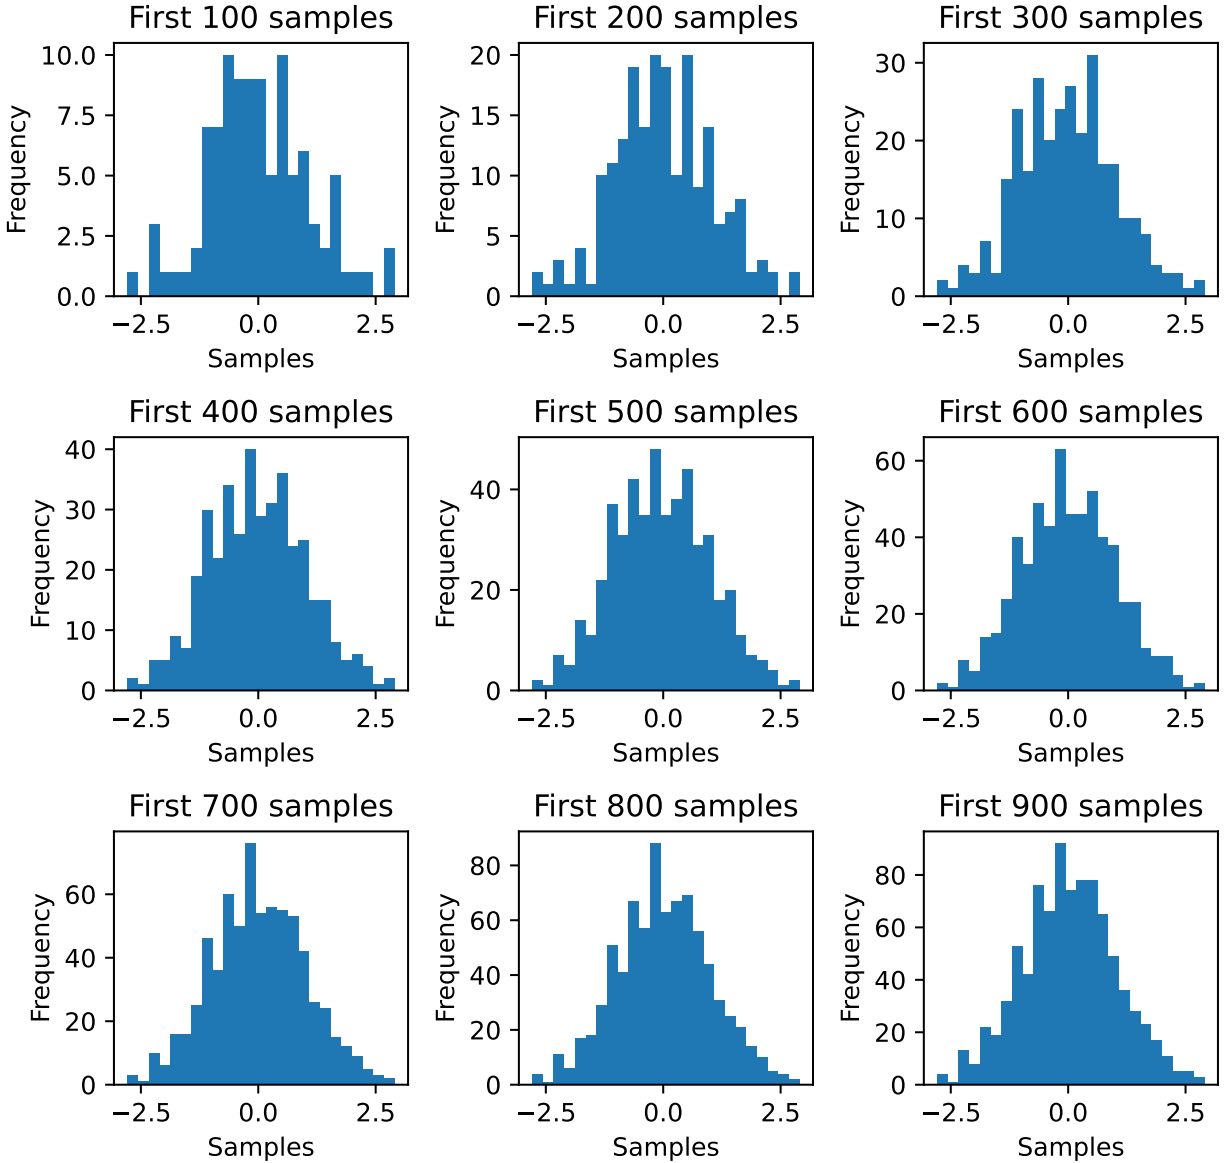 First 100 samples
First 200 samples
First 300 samples
10.0
7.5
5.0
2.5
0.0
Frequency
−2.5 0.0 2.5
Samples
20
15
10
5
0
Frequency
−2.5 0.0 2.5
Samples
30
20
10
0
Frequency
−2.5 0.0 2.5
Samples
First 400 samples
First 500 samples
First 600 samples
40
30
20
10
0
Frequency
−2.5 0.0 2.5
Samples
40
20
0
Frequency
−2.5 0.0 2.5
Samples
60
40
20
0
Frequency
−2.5 0.0 2.5
Samples
First 700 samples
First 800 samples
First 900 samples
60
40
20
0
Frequency
−2.5 0.0 2.5
Samples
80
60
40
20
0
Frequency
−2.5 0.0 2.5
Samples
80
60
40
20
0
Frequency
−2.5 0.0 2.5
Samples